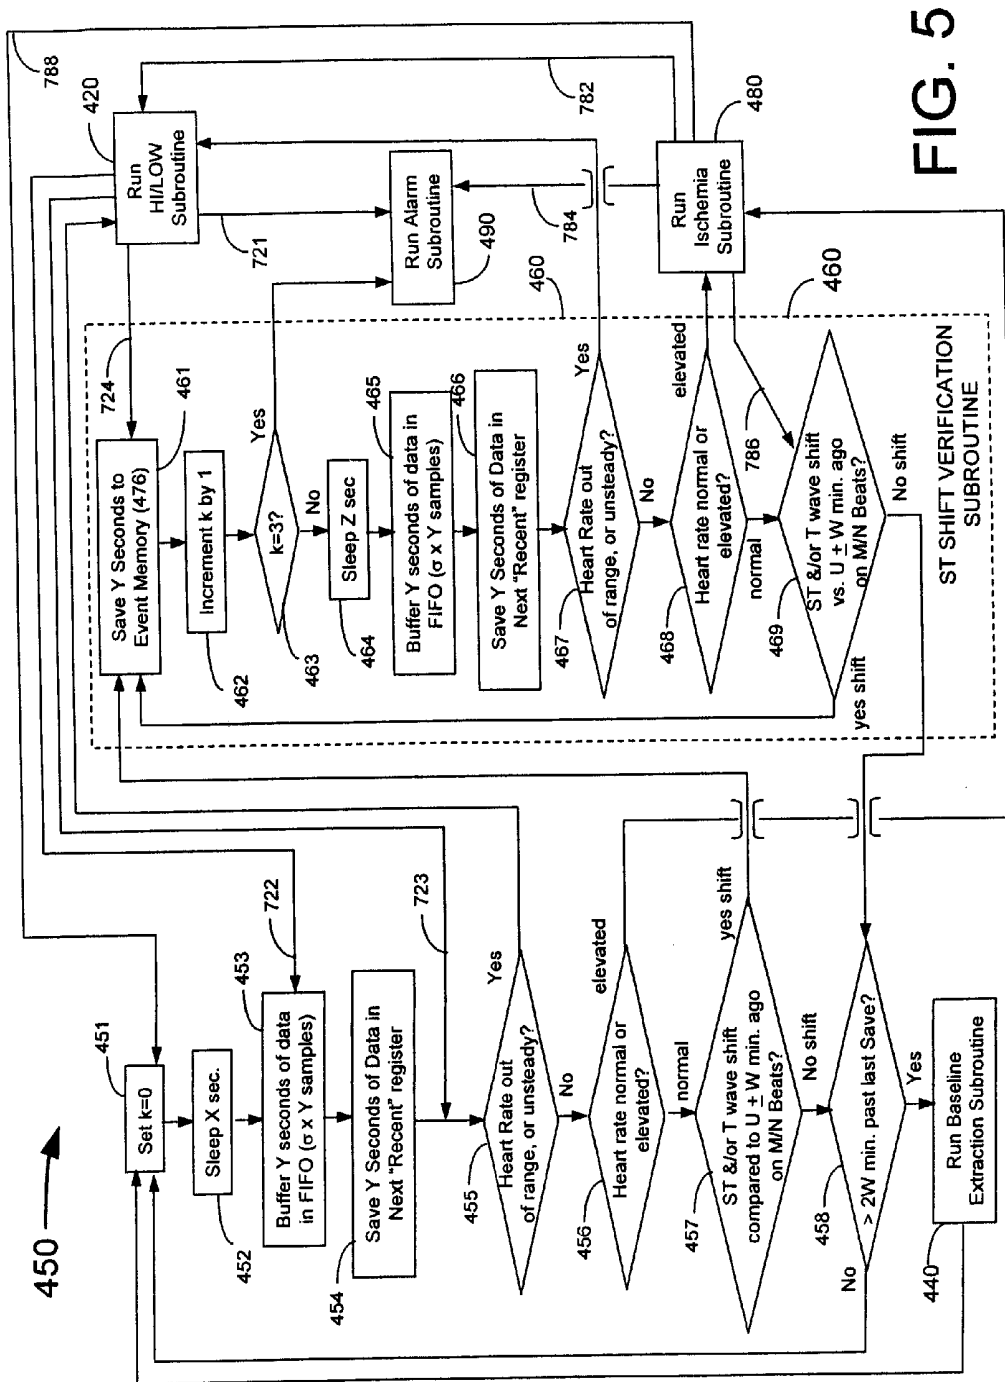 450
451
Set k=0
Sleep X sec.
452
722
453
Buffer Y seconds of data
in FIFO (σ x Y samples)
454
Save Y Seconds of Data in
Next "Recent" register
723
455
Heart Rate out
of range, or unsteady?
Yes
No
456
Heart rate normal or
elevated?
elevated
normal
457
ST &/or T wave shift
compared to U ± W min. ago
on M/N Beats?
yes shift
No shift
458
> 2W min. past last Save?
No
Yes
440
Run Baseline
Extraction Subroutine
724
461
Save Y Seconds to
Event Memory (476)
Increment k by 1
462
k=3?
463
Yes
No
Sleep Z sec
464
465
Buffer Y seconds of data in
FIFO (σ x Y samples)
466
Save Y Seconds of Data in
Next "Recent" register
460
467
Heart Rate out
of range, or unsteady?
Yes
No
468
Heart rate normal or
elevated?
elevated
normal
786
469
ST &/or T wave shift
vs. U ± W min. ago
on M/N Beats?
yes shift
No shift
460
ST SHIFT VERIFICATION
SUBROUTINE
788
420
Run
HI/LOW
Subroutine
721
782
Run Alarm
Subroutine
490
784
480
Run
Ischemia
Subroutine
FIG. 5